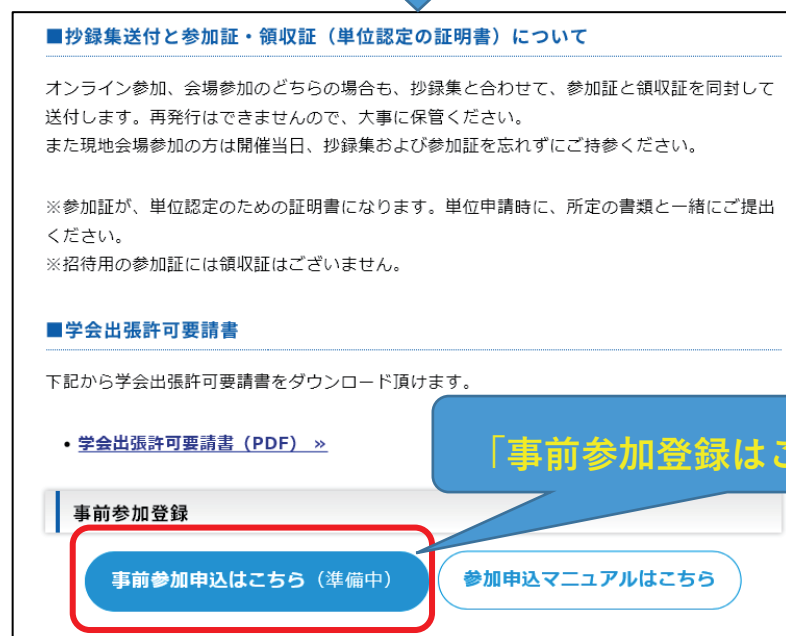 ■抄録集送付と参加証・領収証（単位認定の証明書）について
オンライン参加、会場参加のどちらの場合も、抄録集と合わせて、参加証と領収証を同封して
送付します。再発行はできませんので、大事に保管ください。
また現地会場参加の方は開催当日、抄録集および参加証を忘れずにご持参ください。
※参加証が、単位認定のための証明書になります。単位申請時に、所定の書類と一緒にご提出
ください。
※招待用の参加証には領収証はございません。
■学会出張許可要請書
下記から学会出張許可要請書をダウンロード頂けます。
• 学会出張許可要請書（PDF） »
「事前参加登録はこ
事前参加登録
事前参加申込はこちら（準備中）
参加申込マニュアルはこちら